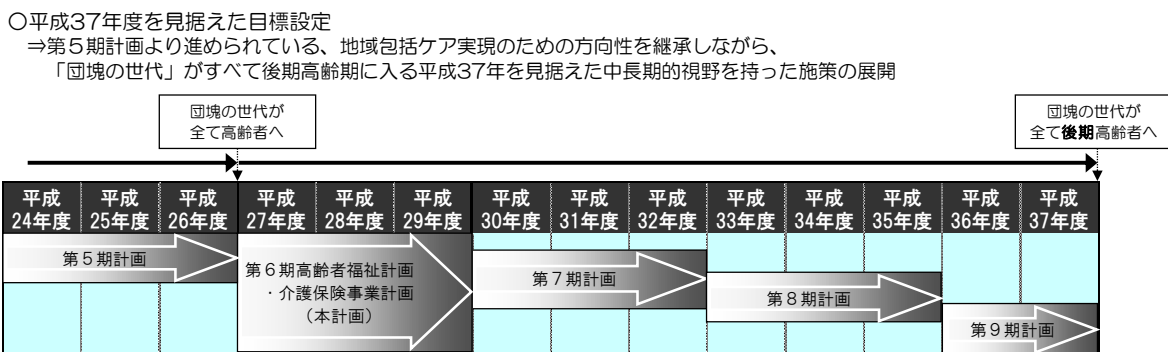 ○平成37年度を見据えた目標設定
⇒第５期計画より進められている、地域包括ケア実現のための方向性を継承しながら、
「団塊の世代」がすべて後期高齢期に入る平成37年を見据えた中長期的視野を持った施策の展開
団塊の世代が
全て高齢者へ
団塊の世代が
全て後期高齢者へ
平成 平成 平成 平成 平成 平成 平成 平成 平成 平成 平成 平成 平成 平成
24年度 25年度 26年度 27年度 28年度 29年度 30年度 31年度 32年度 33年度 34年度 35年度 36年度 37年度
第５期計画
第６期高齢者福祉計画
・介護保険事業計画
（本計画）
第７期計画
第８期計画
第９期計画